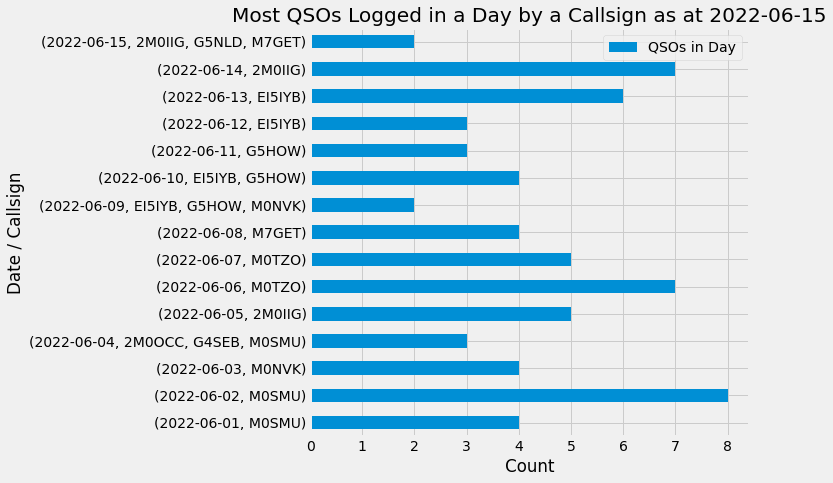 Most QSOs Logged in a Day by a Callsign as at 2022-06-15
QSOs in Day
Date / Callsign
(2022-06-15, 2M0IIG, G5NLD, M7GET)
(2022-06-14, 2M0IIG)
(2022-06-13, EI5IYB)
(2022-06-12, EI5IYB)
(2022-06-11, G5HOW)
(2022-06-10, EI5IYB, G5HOW)
(2022-06-09, EI5IYB, G5HOW, M0NVK)
(2022-06-08, M7GET)
(2022-06-07, M0TZO)
(2022-06-06, M0TZO)
(2022-06-05, 2M0IIG)
(2022-06-04, 2M0OCC, G4SEB, M0SMU)
(2022-06-03, M0NVK)
(2022-06-02, M0SMU)
(2022-06-01, M0SMU)
0 1 2 3 4 5 6 7 8
Count